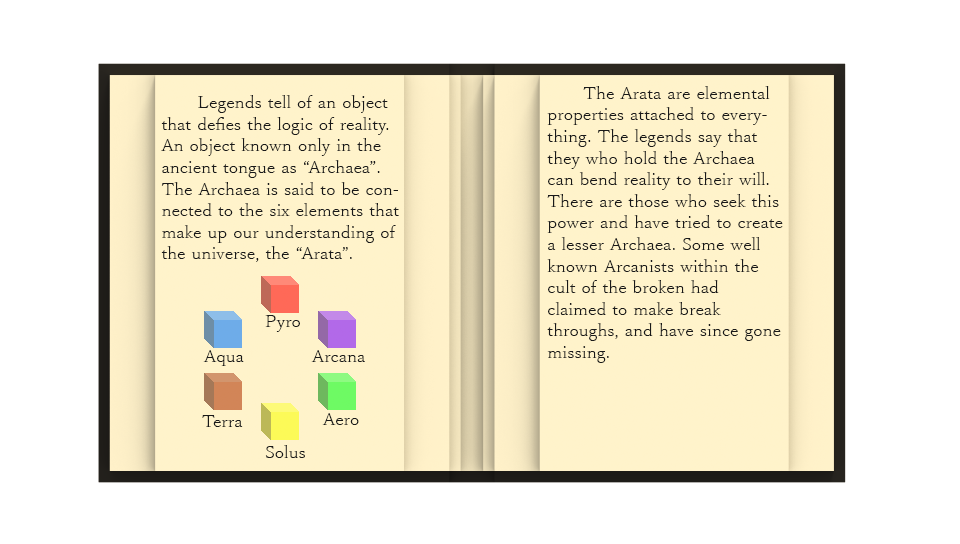 Legends tell of an object
that defies the logic of reality.
An object known only in the
ancient tongue as “Archaea”.
The Archaea is said to be con-
nected to the six elements that
make up our understanding of
the universe, the “Arata”.
Pyro
Aqua
Arcana
Terra
Aero
Solus
The Arata are elemental
properties attached to every-
thing. The legends say that
they who hold the Archaea
can bend reality to their will.
There are those who seek this
power and have tried to create
a lesser Archaea. Some well
known Arcanists within the
cult of the broken had
claimed to make break
throughs, and have since gone
missing.